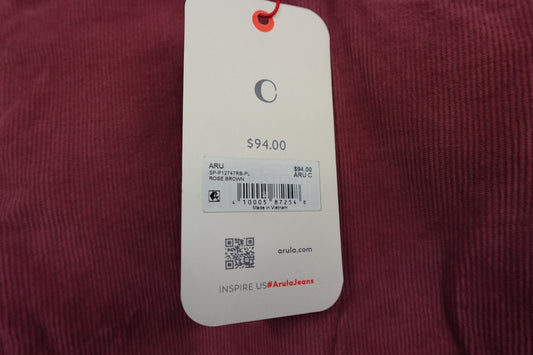 C
$94.00
ARU $94.00
SP-P12747RB-PL ARU C
ROSE BROWN
4 10005 87254 8
Made in Vietnam
arula.com
INSPIRE US#ArulaJeans